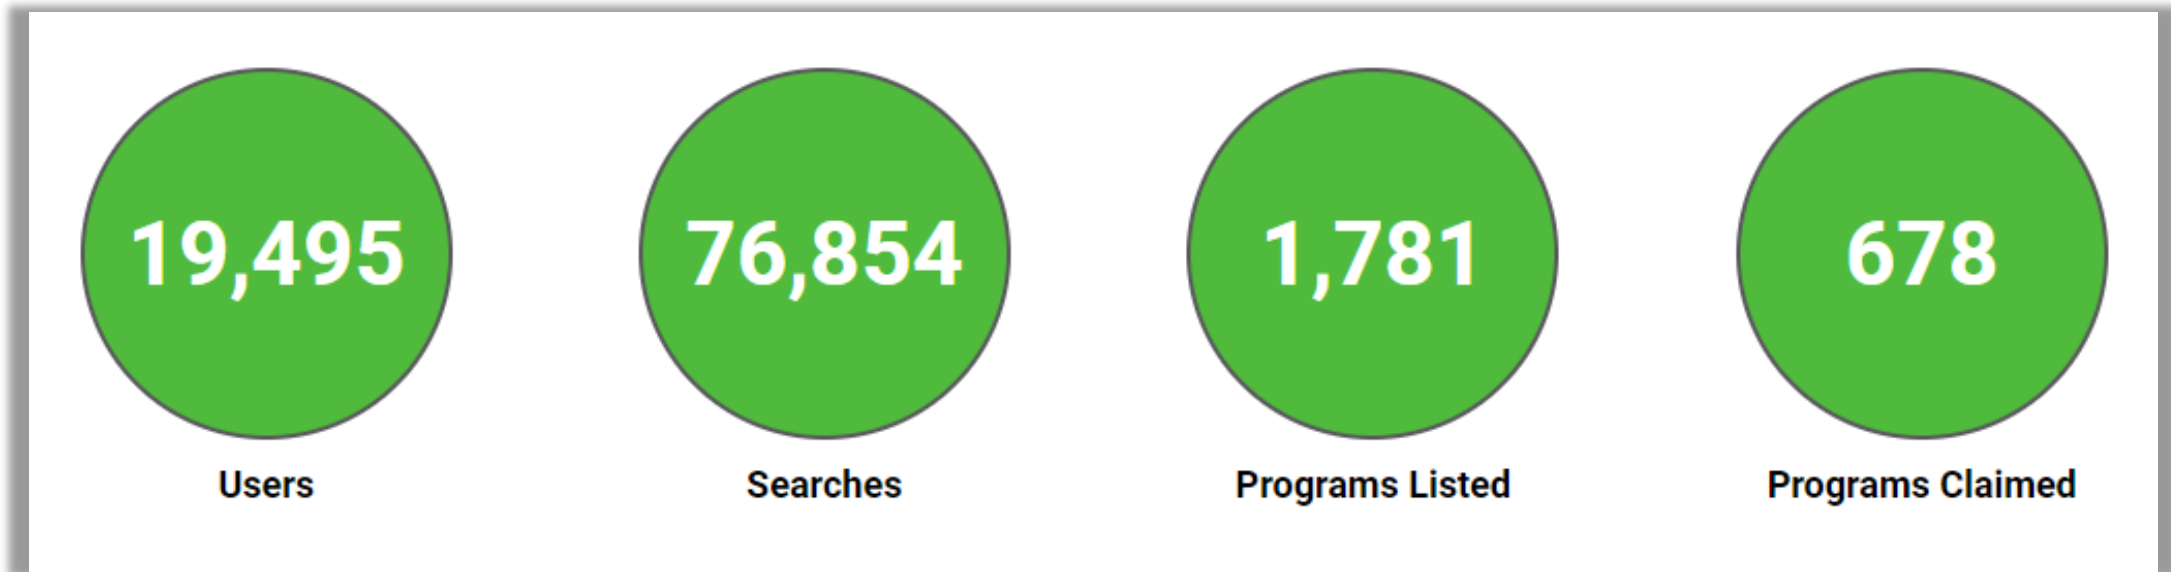 19,495
76,854
1,781
678
Users
Searches
Programs Listed
Programs Claimed